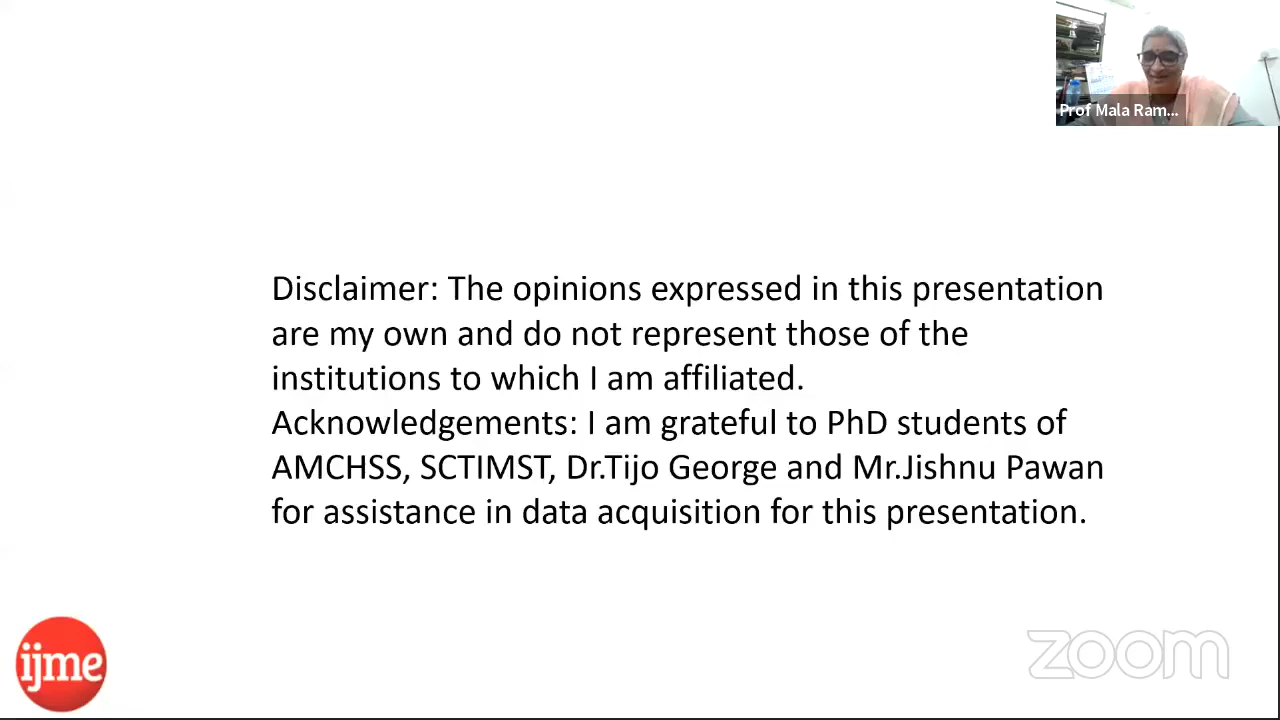 Prof Mala Ram...
Disclaimer: The opinions expressed in this presentation
are my own and do not represent those of the
institutions to which I am affiliated.
Acknowledgements: I am grateful to PhD students of
AMCHSS, SCTIMST, Dr.Tijo George and Mr.Jishnu Pawan
for assistance in data acquisition for this presentation.
ijme
zoom